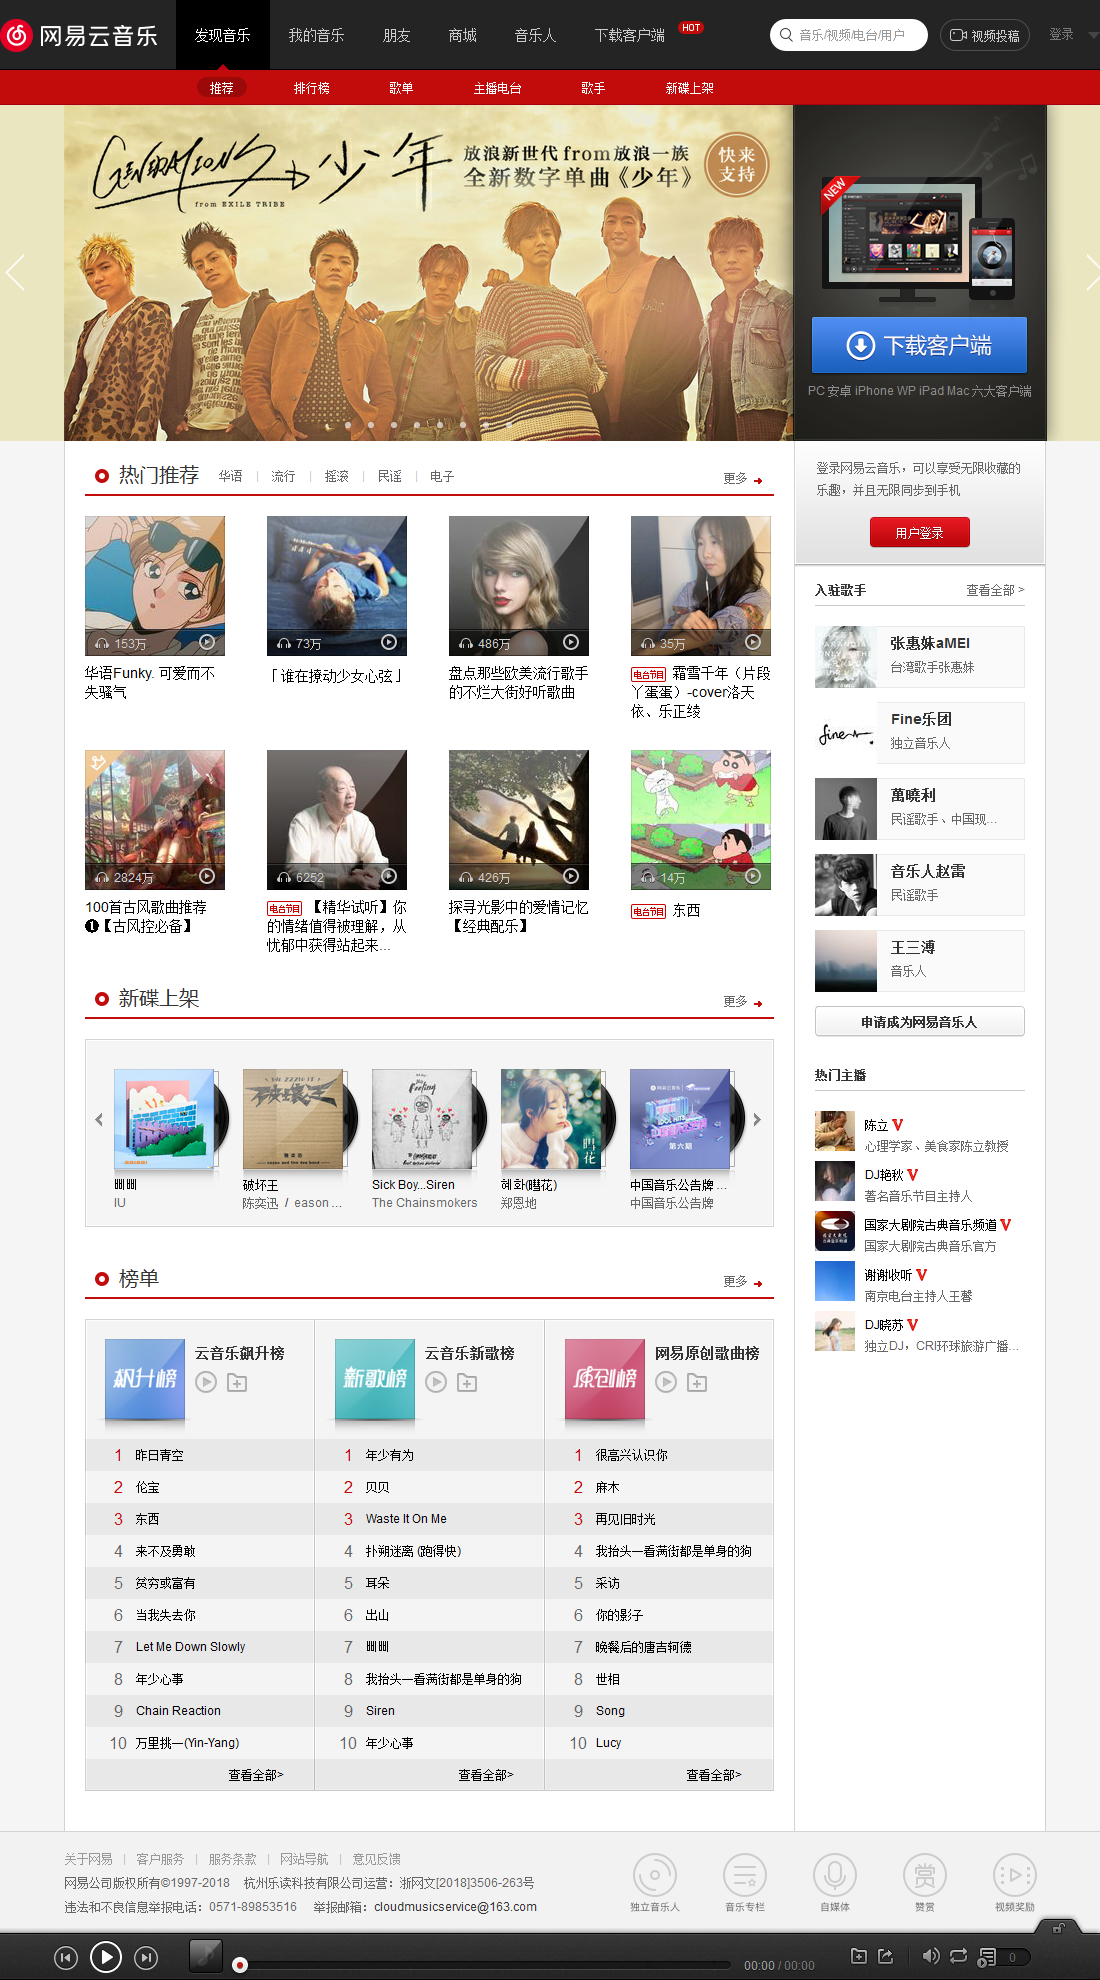 网易云音乐
发现音乐 我的音乐 朋友 商城 音乐人 下载客户端 HOT
音乐/视频/电台/用户
视频投稿
登录
推荐 排行榜 歌单 主播电台 歌手 新碟上架
GENERATIONS 少年
from EXILE TRIBE
放浪新世代from放浪一族
全新数字单曲《少年》
快来
支持
NEW
下载客户端
PC 安卓 iPhone WP iPad Mac 六大客户端
热门推荐 华语 | 流行 | 摇滚 | 民谣 | 电子 更多
登录网易云音乐，可以享受无限收藏的
乐趣，并且无限同步到手机
用户登录
153万 73万 486万 35万
华语Funky. 可爱而不
失骚气
「谁在撩动少女心弦」
盘点那些欧美流行歌手
的不烂大街好听歌曲
电台节目 霜雪千年（片段
丫蛋蛋）-cover洛天
依、乐正绫
2824万 6252 426万 14万
100首古风歌曲推荐
❶【古风控必备】
电台节目 【精华试听】你
的情绪值得被理解，从
忧郁中获得站起来...
探寻光影中的爱情记忆
【经典配乐】
电台节目 东西
入驻歌手 查看全部 >
张惠妹aMEI
台湾歌手张惠妹
Fine乐团
独立音乐人
fine
萬曉利
民谣歌手、中国现...
音乐人赵雷
民谣歌手
王三溥
音乐人
申请成为网易音乐人
新碟上架 更多
삐삐
IU
破坏王
陈奕迅 / eason ...
Sick Boy...Siren
The Chainsmokers
혜화(暳花)
郑恩地
中国音乐公告牌 ...
中国音乐公告牌
第六期
热门主播
陈立 V
心理学家、美食家陈立教授
DJ艳秋 V
著名音乐节目主持人
国家大剧院古典音乐频道 V
国家大剧院古典音乐官方
谢谢收听 V
南京电台主持人王馨
DJ晓苏 V
独立DJ，CRI环球旅游广播...
榜单 更多
飙升榜
云音乐飙升榜
1 昨日青空
2 伦宝
3 东西
4 来不及勇敢
5 贫穷或富有
6 当我失去你
7 Let Me Down Slowly
8 年少心事
9 Chain Reaction
10 万里挑一(Yin-Yang)
查看全部>
新歌榜
云音乐新歌榜
1 年少有为
2 贝贝
3 Waste It On Me
4 扑朔迷离 (跑得快)
5 耳朵
6 出山
7 삐삐
8 我抬头一看满街都是单身的狗
9 Siren
10 年少心事
查看全部>
原创榜
网易原创歌曲榜
1 很高兴认识你
2 麻木
3 再见旧时光
4 我抬头一看满街都是单身的狗
5 采访
6 你的影子
7 晚餐后的唐吉轲德
8 世相
9 Song
10 Lucy
查看全部>
关于网易 | 客户服务 | 服务条款 | 网站导航 | 意见反馈
网易公司版权所有©1997-2018 杭州乐读科技有限公司运营：浙网文[2018]3506-263号
违法和不良信息举报电话：0571-89853516 举报邮箱：cloudmusicservice@163.com
赏
独立音乐人 音乐专栏 自媒体 赞赏 视频奖励
00:00 / 00:00
0